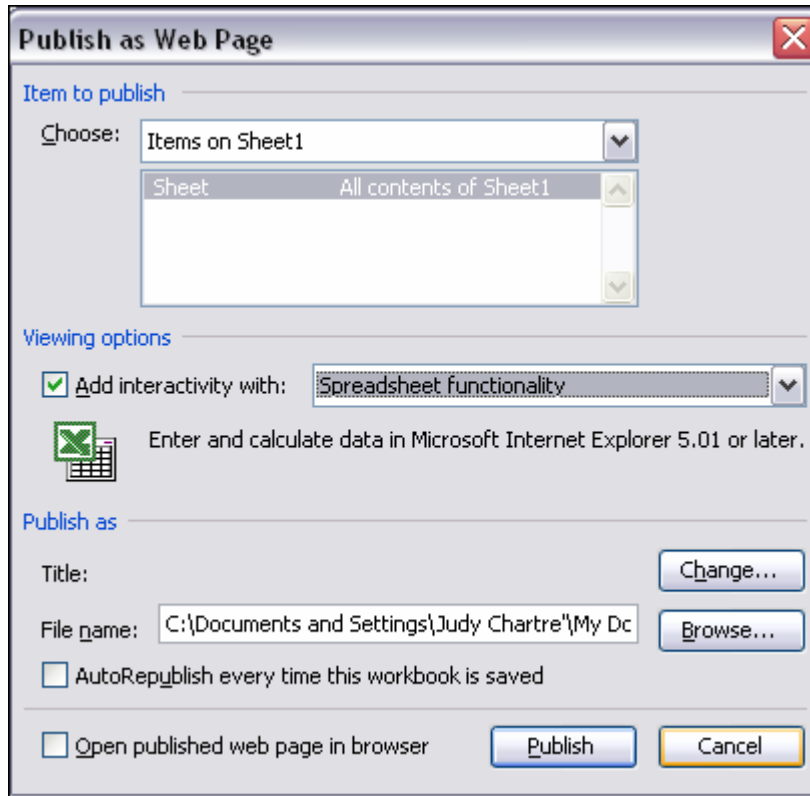 Publish as Web Page
Item to publish
Choose: Items on Sheet1
Sheet All contents of Sheet1
Viewing options
Add interactivity with: Spreadsheet functionality
Enter and calculate data in Microsoft Internet Explorer 5.01 or later.
Publish as
Title: Change...
File name: C:\Documents and Settings\Judy Chartre'\My Dc Browse...
AutoRepublish every time this workbook is saved
Open published web page in browser Publish Cancel